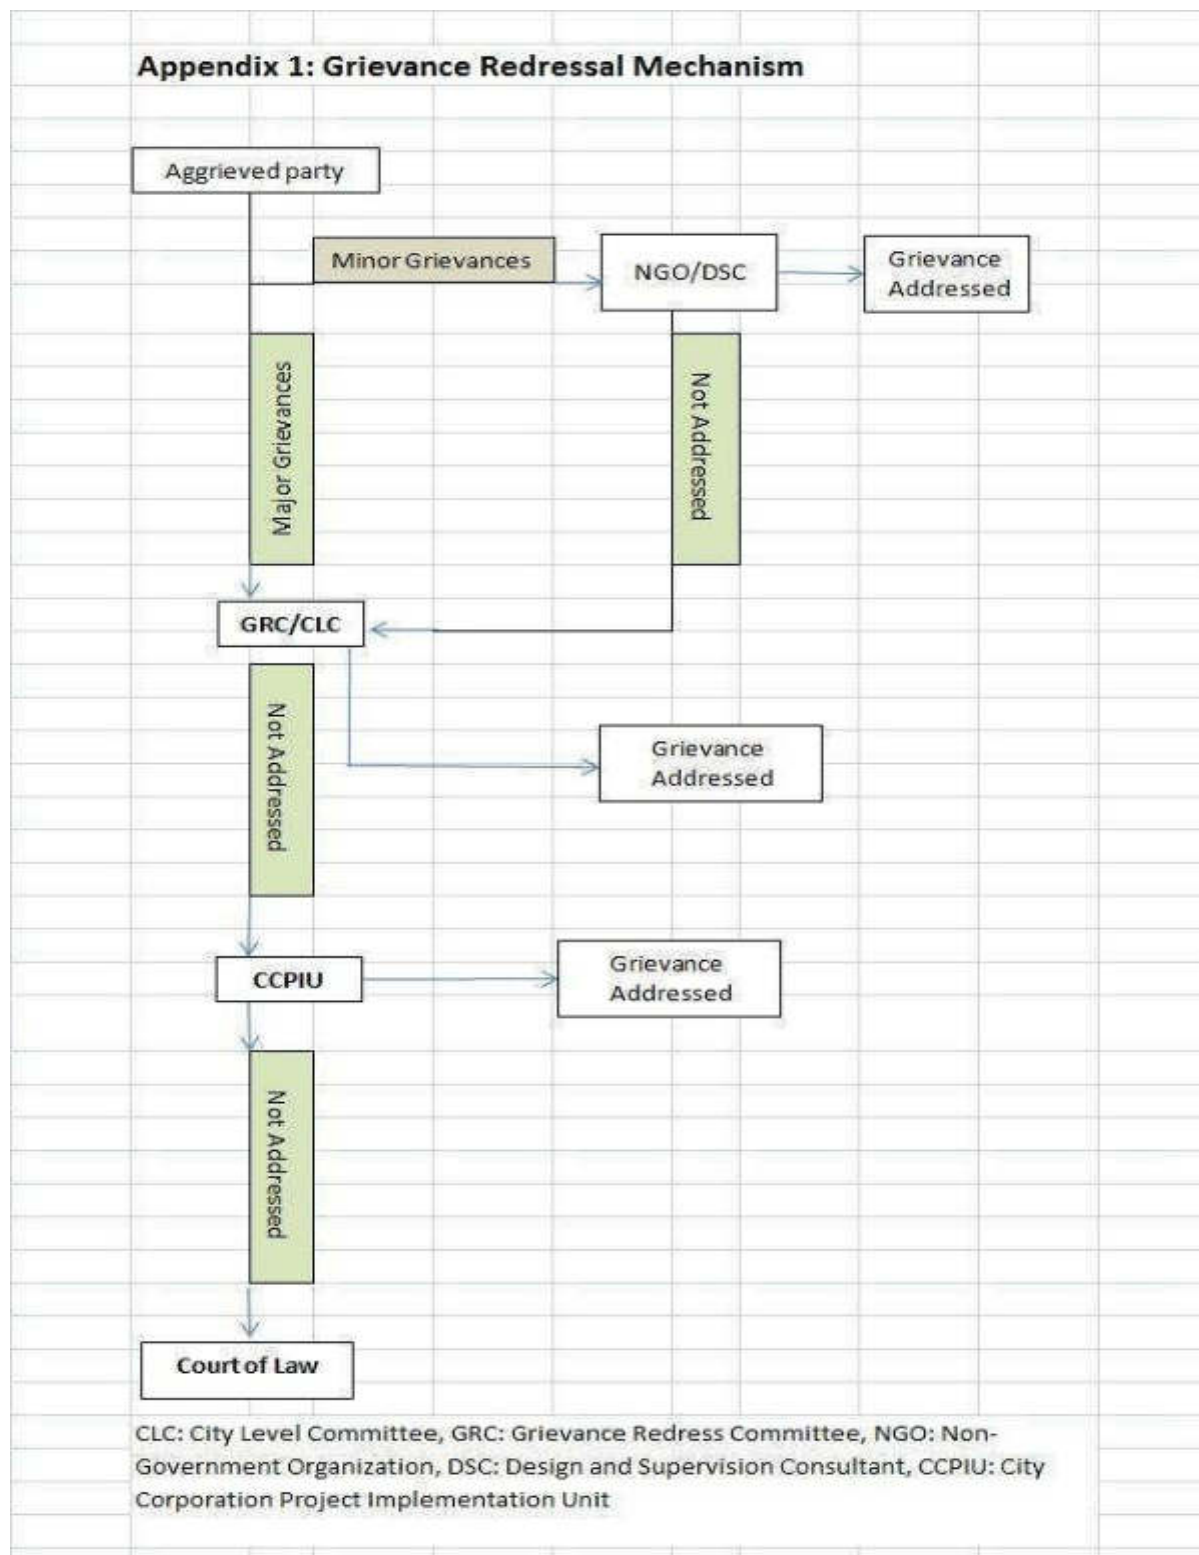 Appendix 1: Grievance Redressal Mechanism
Aggrieved party
Minor Grievances
NGO/DSC
Grievance
Addressed
Major Grievances
Not Addressed
GRC/CLC
Not Addressed
Grievance
Addressed
CCPIU
Grievance
Addressed
Not Addressed
Court of Law
CLC: City Level Committee, GRC: Grievance Redress Committee, NGO: Non-
Government Organization, DSC: Design and Supervision Consultant, CCPIU: City
Corporation Project Implementation Unit